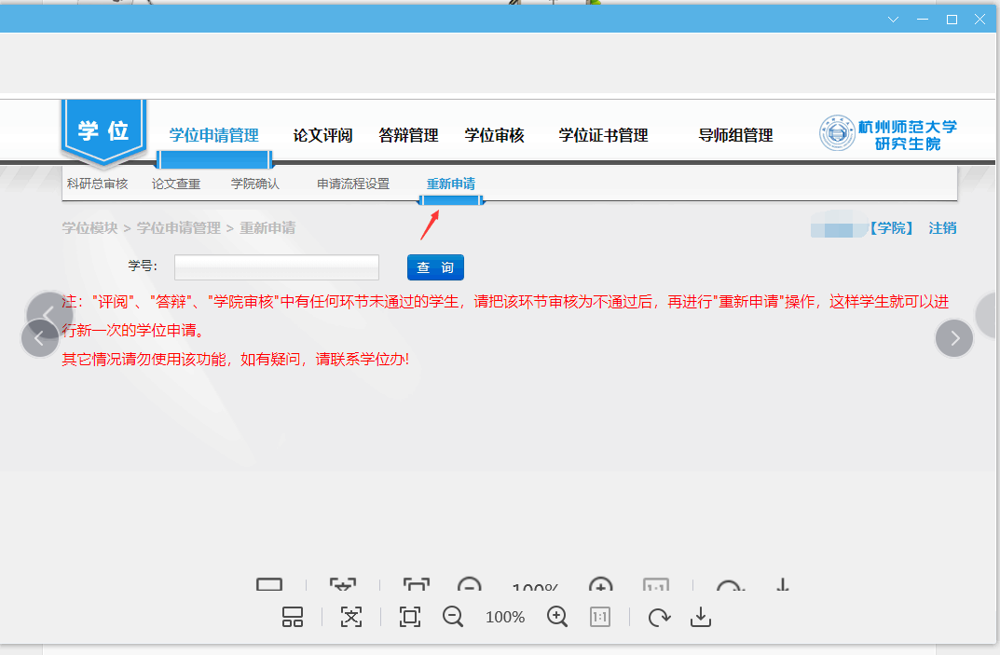 学 位
学位申请管理 论文评阅 答辩管理 学位审核 学位证书管理 导师组管理
杭州师范大学
研究生院
科研总审核 论文查重 学院确认 申请流程设置 重新申请
学位模块 > 学位申请管理 > 重新申请
【学院】 注销
学号：
查 询
注："评阅"、"答辩"、"学院审核"中有任何环节未通过的学生，请把该环节审核为不通过后，再进行"重新申请"操作，这样学生就可以进
行新一次的学位申请。
其它情况请勿使用该功能，如有疑问，请联系学位办!
100% 1:1
100% 1:1